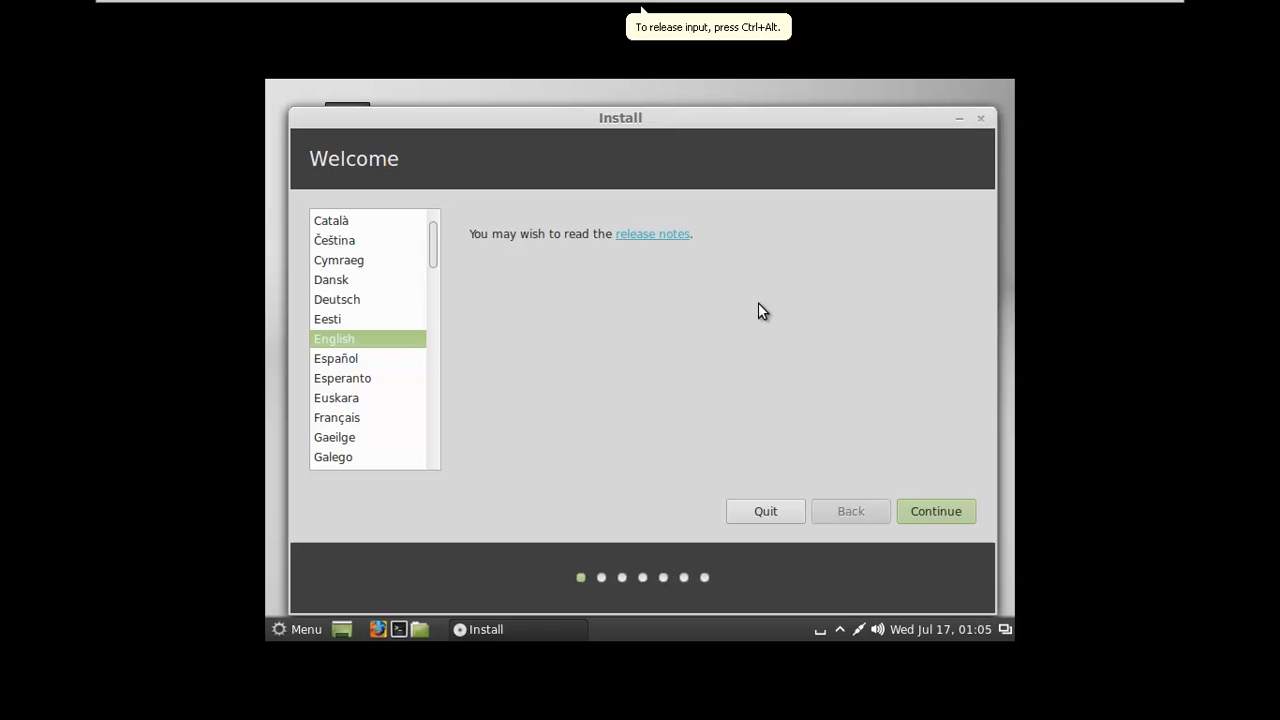 To release input, press Ctrl+Alt.
Install
Welcome
Català
Čeština
Cymraeg
Dansk
Deutsch
Eesti
English
Español
Esperanto
Euskara
Français
Gaeilge
Galego
You may wish to read the release notes.
Quit Back Continue
Menu Install Wed Jul 17, 01:05